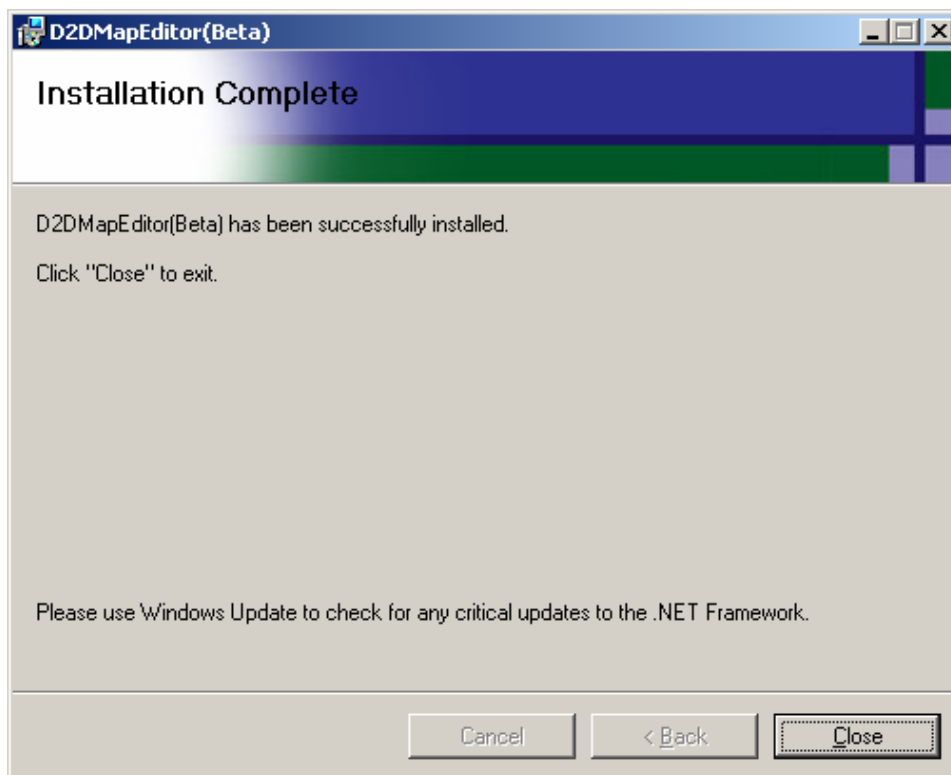 D2DMapEditor(Beta)
Installation Complete
D2DMapEditor(Beta) has been successfully installed.
Click "Close" to exit.
Please use Windows Update to check for any critical updates to the .NET Framework.
Cancel
< Back
Close